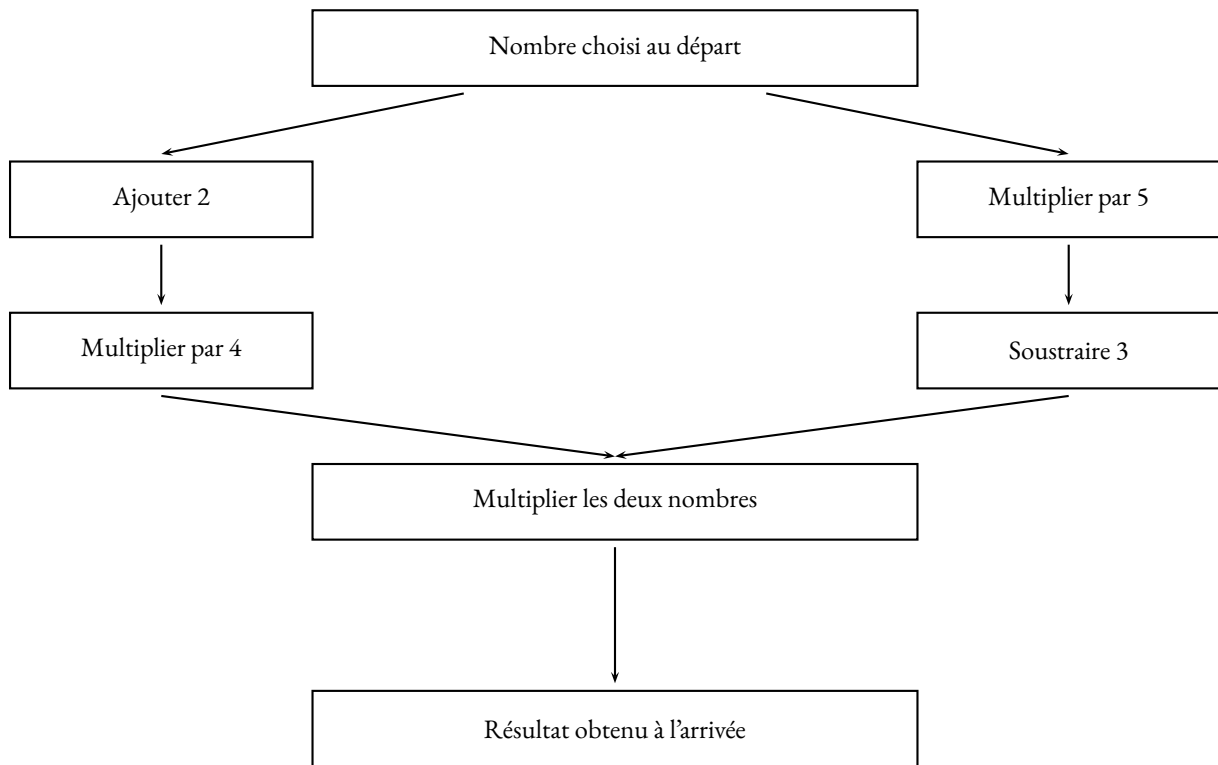 Nombre choisi au départ
Ajouter 2
Multiplier par 5
Multiplier par 4
Soustraire 3
Multiplier les deux nombres
Résultat obtenu à l’arrivée